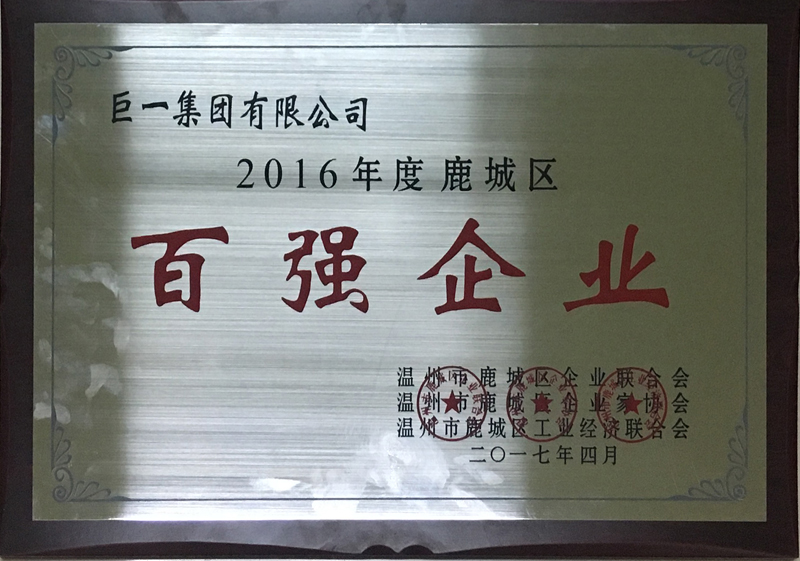 巨一集团有限公司
2016年度鹿城区
百强企业
温州市鹿城区企业联合会
温州市鹿城区企业家协会
温州市鹿城区工业经济联合会
二〇一七年四月